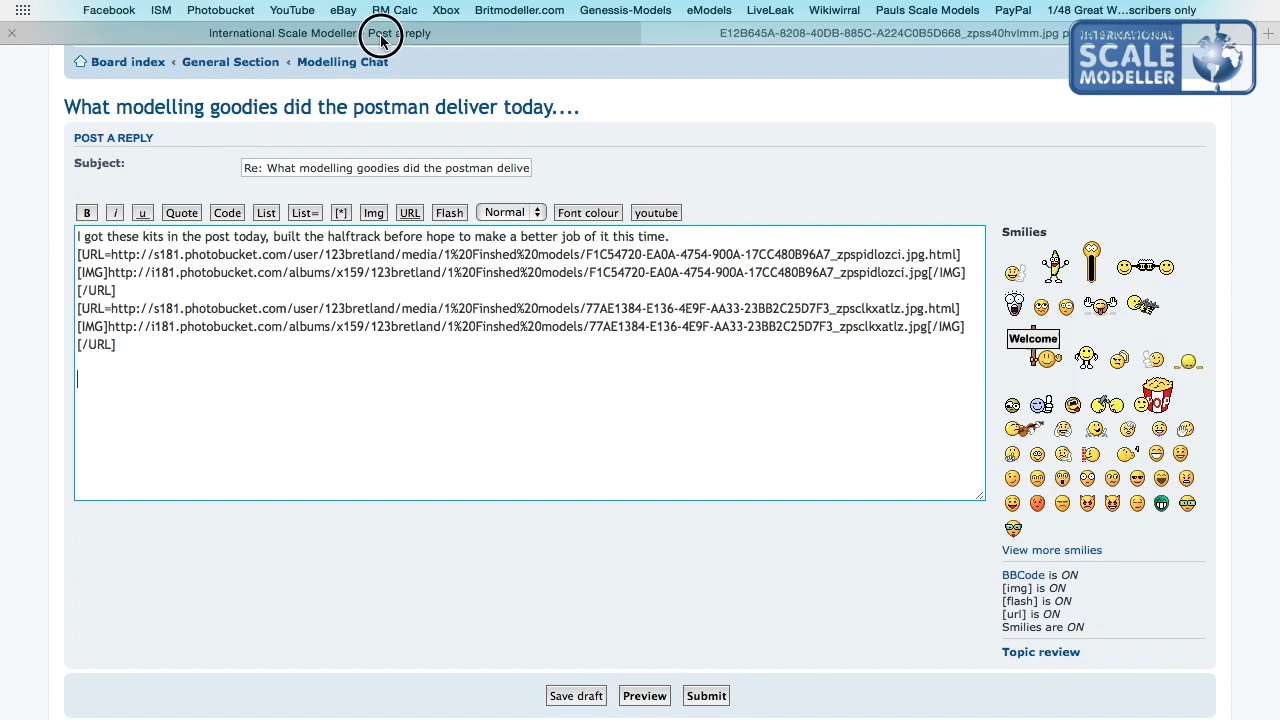 Facebook ISM Photobucket YouTube eBay RM Calc Xbox Britmodeller.com Genessis-Models eModels LiveLeak Wikiwirral Pauls Scale Models PayPal 1/48 Great W...scribers only
International Scale Modeller - Post a reply
E12B645A-8208-40DB-885C-A224C0B5D668_zpss40hvlmm.jpg
INTERNATIONAL
SCALE
MODELLER
Board index ‹ General Section ‹ Modelling Chat
What modelling goodies did the postman deliver today....
POST A REPLY
Subject:
Re: What modelling goodies did the postman delive
B i u Quote Code List List= [*] Img URL Flash Normal Font colour youtube
I got these kits in the post today, built the halftrack before hope to make a better job of it this time.
[URL=http://s181.photobucket.com/user/123bretland/media/1%20Finshed%20models/F1C54720-EA0A-4754-900A-17CC480B96A7_zpspidlozci.jpg.html]
[IMG]http://i181.photobucket.com/albums/x159/123bretland/1%20Finshed%20models/F1C54720-EA0A-4754-900A-17CC480B96A7_zpspidlozci.jpg[/IMG]
[/URL]
[URL=http://s181.photobucket.com/user/123bretland/media/1%20Finshed%20models/77AE1384-E136-4E9F-AA33-23BB2C25D7F3_zpsclkxatlz.jpg.html]
[IMG]http://i181.photobucket.com/albums/x159/123bretland/1%20Finshed%20models/77AE1384-E136-4E9F-AA33-23BB2C25D7F3_zpsclkxatlz.jpg[/IMG]
[/URL]
Smilies
Welcome
POP
View more smilies
BBCode is ON
[img] is ON
[flash] is ON
[url] is ON
Smilies are ON
Topic review
Save draft Preview Submit